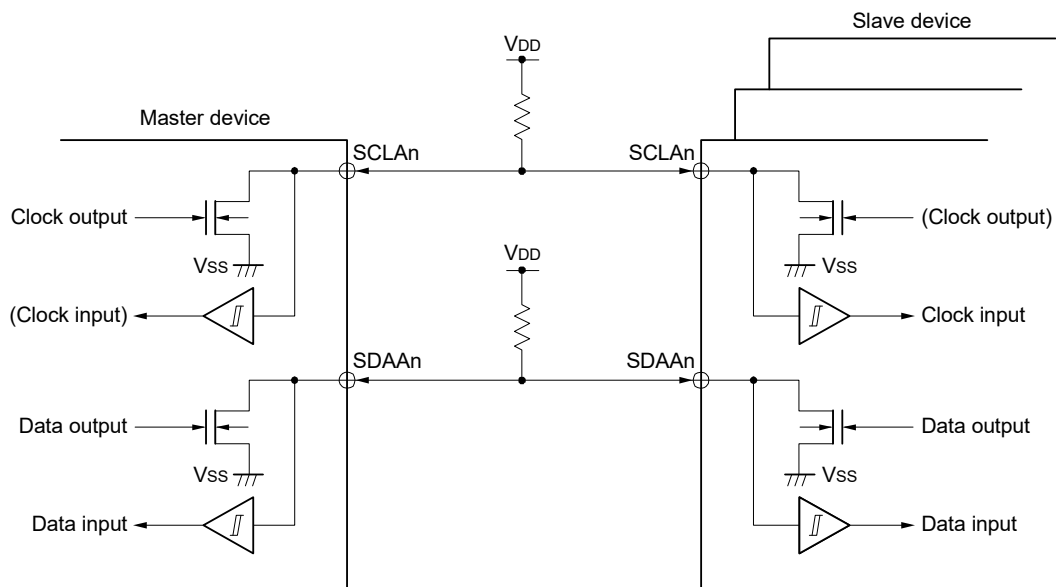 Slave device
VDD
Master device
SCLAn
SCLAn
Clock output
(Clock output)
VSS
VSS
VDD
(Clock input)
Clock input
SDAAn
SDAAn
Data output
Data output
VSS
VSS
Data input
Data input